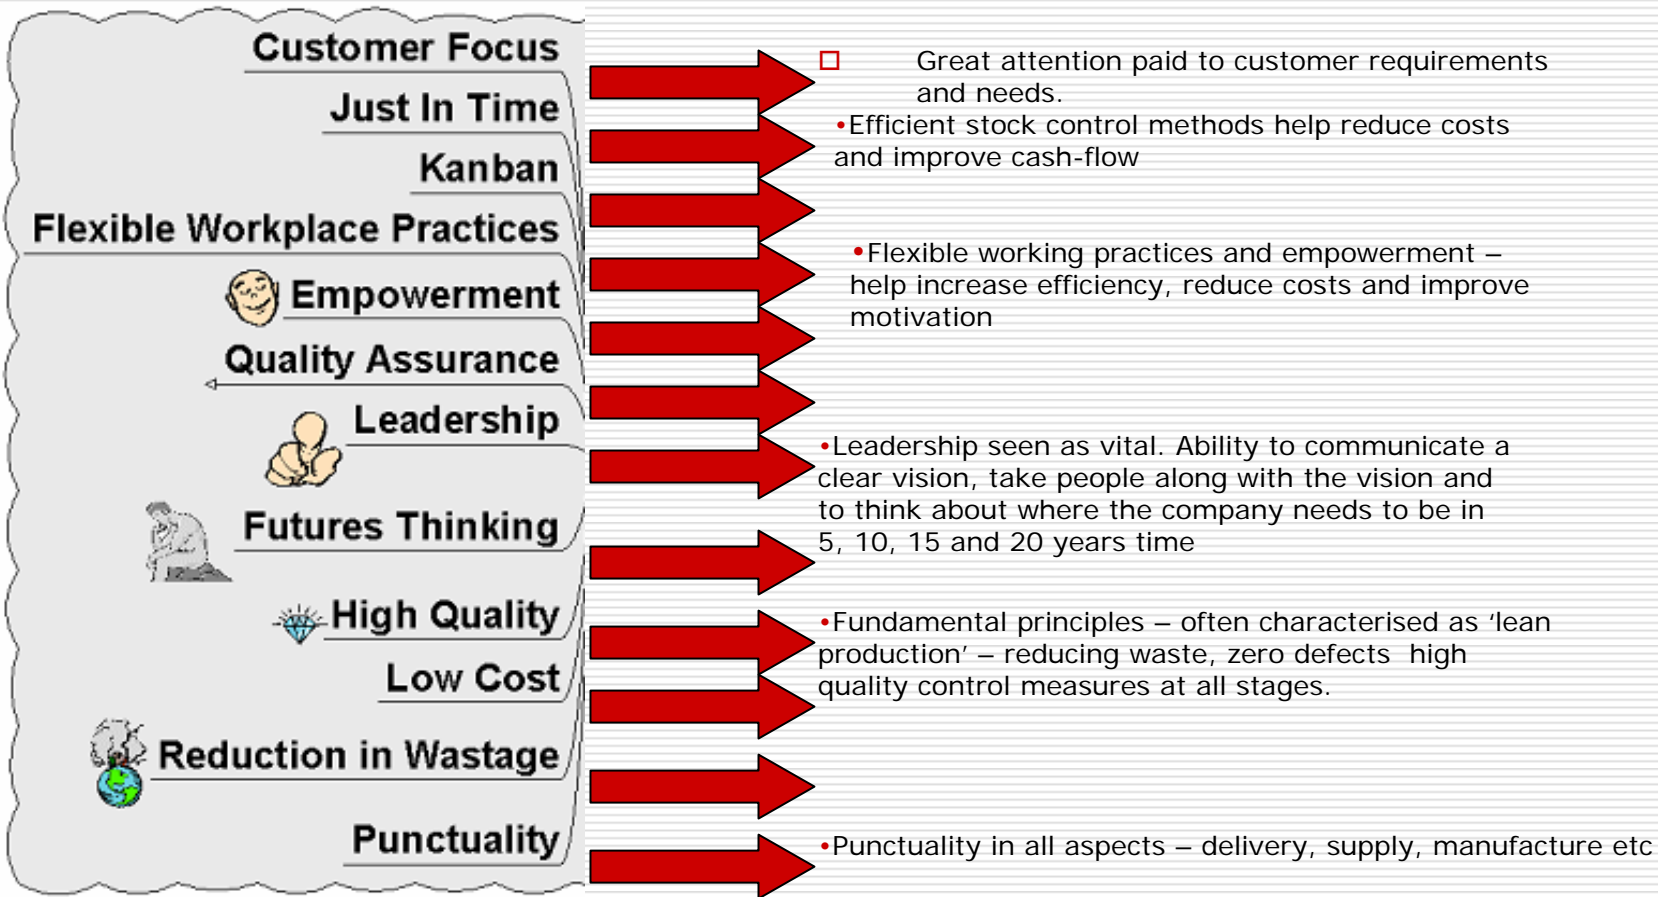 Customer Focus
Just In Time
Kanban
Flexible Workplace Practices
Empowerment
Quality Assurance
Leadership
Futures Thinking
High Quality
Low Cost
Reduction in Wastage
Punctuality
Great attention paid to customer requirements
and needs.
•Efficient stock control methods help reduce costs
and improve cash-flow
•Flexible working practices and empowerment –
help increase efficiency, reduce costs and improve
motivation
•Leadership seen as vital. Ability to communicate a
clear vision, take people along with the vision and
to think about where the company needs to be in
5, 10, 15 and 20 years time
•Fundamental principles – often characterised as ‘lean
production’ – reducing waste, zero defects  high
quality control measures at all stages.
•Punctuality in all aspects – delivery, supply, manufacture etc